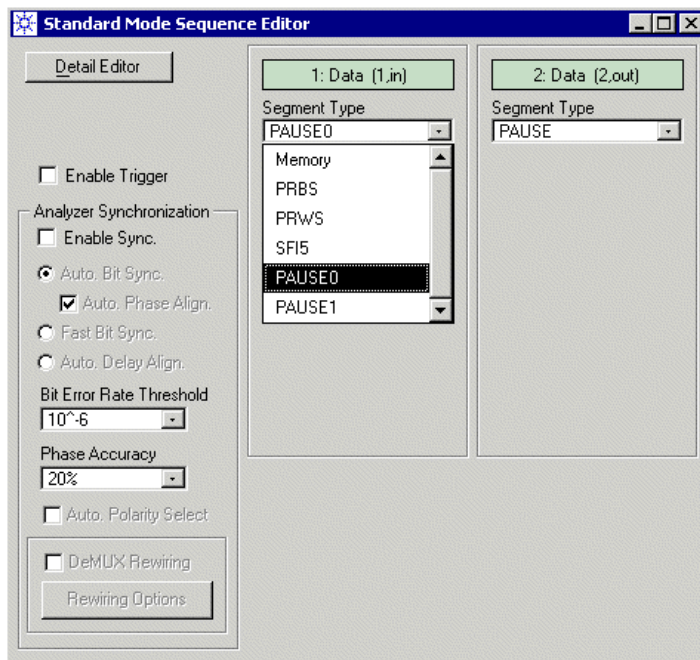 Standard Mode Sequence Editor
Detail Editor
Enable Trigger
Analyzer Synchronization
Enable Sync.
Auto. Bit Sync.
Auto. Phase Align.
Fast Bit Sync.
Auto. Delay Align.
Bit Error Rate Threshold
10^-6
Phase Accuracy
20%
Auto. Polarity Select
DeMUX Rewiring
Rewiring Options
1: Data (1,in)
Segment Type
PAUSE0
Memory
PRBS
PRWS
SFI5
PAUSE0
PAUSE1
2: Data (2,out)
Segment Type
PAUSE